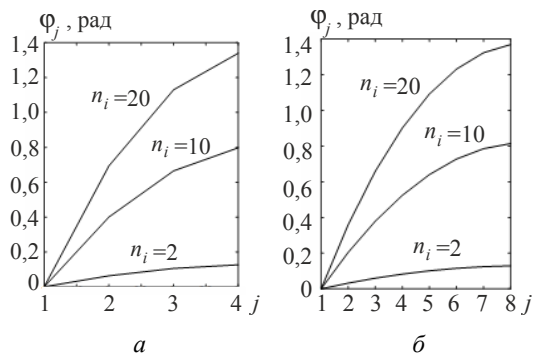 φj , рад
1,4
1,2
1,0
0,8
0,6
0,4
0,2
0
ni =20
ni =10
ni =2
1 2 3 4 j
а
φj , рад
1,4
1,2
1,0
0,8
0,6
0,4
0,2
0
ni =20
ni =10
ni =2
1 2 3 4 5 6 7 8 j
б